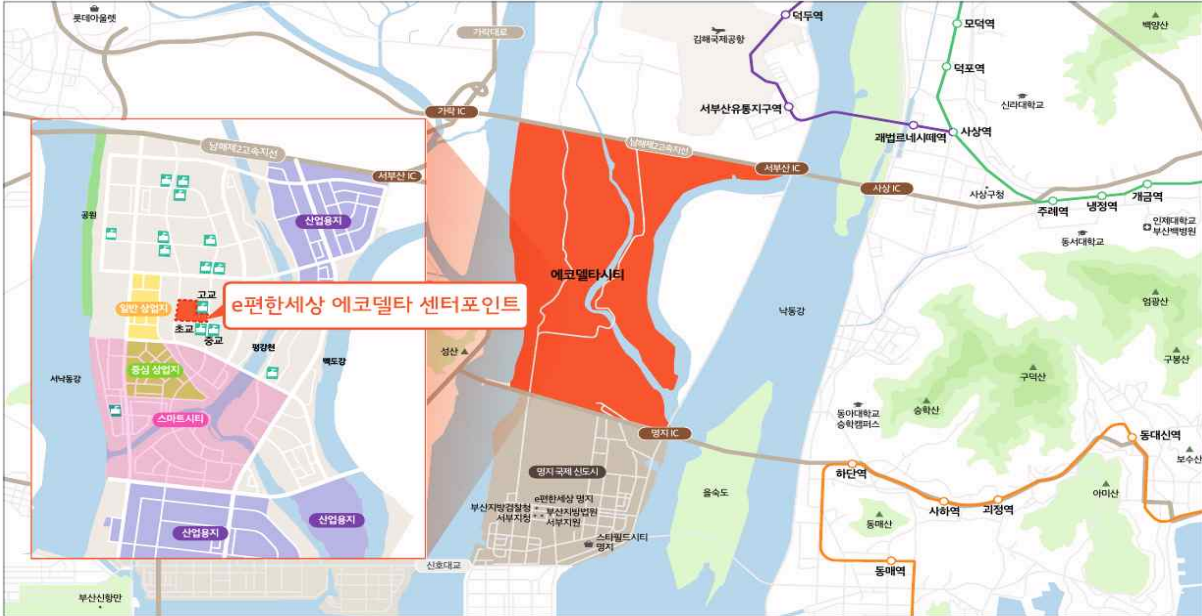 롯데아울렛
가락대로
김해국제공항
덕두역
모덕역
백양산
덕포역
서부산유통지구역
신라대학교
가락 IC
괘법르네시떼역
사상역
남해제2고속지선
서부산 IC
사상 IC
사상구청
주례역
냉정역
개금역
동서대학교
인제대학교
부산백병원
남해제2고속지선
서부산 IC
공원
산업용지
고교
e편한세상 에코델타 센터포인트
일반 상업지
초교
중교
평강천
백도강
중심 상업지
서낙동강
스마트시티
산업용지
산업용지
에코델타시티
성산
낙동강
엄광산
구봉산
구덕산
승학산
동아대학교
승학캠퍼스
명지 IC
동대신역
보수산
하단역
명지 국제 신도시
을숙도
아미산
e편한세상 명지
부산지방검찰청
서부지청
부산지방법원
서부지원
사하역
괴정역
동매산
스타필드시티
명지
신호대교
동매역
부산신항만